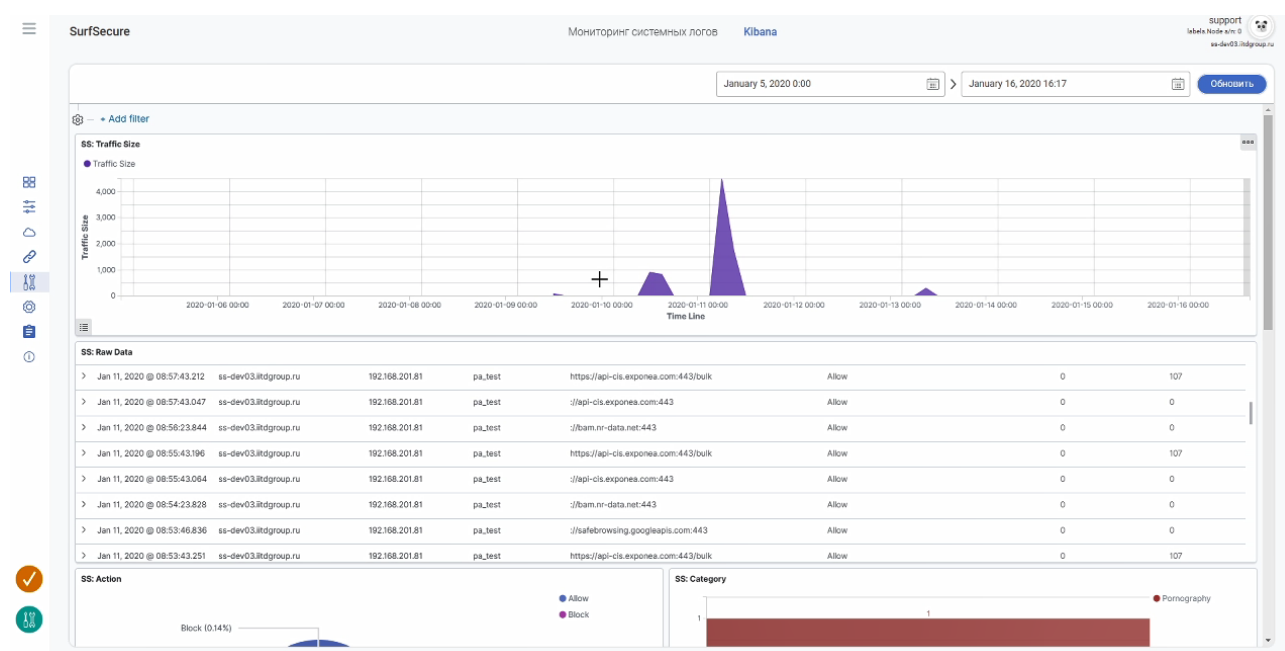 SurfSecure
Мониторинг системных логов Kibana
support
labels.Node a/m: 0
ss-dev03.iitdgroup.ru
January 5, 2020 0:00 January 16, 2020 16:17 Обновить
+ Add filter
SS: Traffic Size
Traffic Size
4,000
3,000
2,000
1,000
0
Traffic Size
2020-01-06 00:00 2020-01-07 00:00 2020-01-08 00:00 2020-01-09 00:00 2020-01-10 00:00 2020-01-11 00:00 2020-01-12 00:00 2020-01-13 00:00 2020-01-14 00:00 2020-01-15 00:00 2020-01-16 00:00
Time Line
SS: Raw Data
Jan 11, 2020 @ 08:57:43.212 ss-dev03.iitdgroup.ru 192.168.201.81 pa_test https://api-cis.exponea.com:443/bulk Allow 0 107
Jan 11, 2020 @ 08:57:43.047 ss-dev03.iitdgroup.ru 192.168.201.81 pa_test ://api-cis.exponea.com:443 Allow 0 0
Jan 11, 2020 @ 08:56:23.844 ss-dev03.iitdgroup.ru 192.168.201.81 pa_test ://bam.nr-data.net:443 Allow 0 0
Jan 11, 2020 @ 08:55:43.196 ss-dev03.iitdgroup.ru 192.168.201.81 pa_test https://api-cis.exponea.com:443/bulk Allow 0 107
Jan 11, 2020 @ 08:55:43.064 ss-dev03.iitdgroup.ru 192.168.201.81 pa_test ://api-cis.exponea.com:443 Allow 0 0
Jan 11, 2020 @ 08:54:23.828 ss-dev03.iitdgroup.ru 192.168.201.81 pa_test ://bam.nr-data.net:443 Allow 0 0
Jan 11, 2020 @ 08:53:46.836 ss-dev03.iitdgroup.ru 192.168.201.81 pa_test ://safebrowsing.googleapis.com:443 Allow 0 0
Jan 11, 2020 @ 08:53:43.251 ss-dev03.iitdgroup.ru 192.168.201.81 pa_test https://api-cis.exponea.com:443/bulk Allow 0 107
SS: Action
Allow
Block
Block (0.14%)
SS: Category
Pornography
1
1